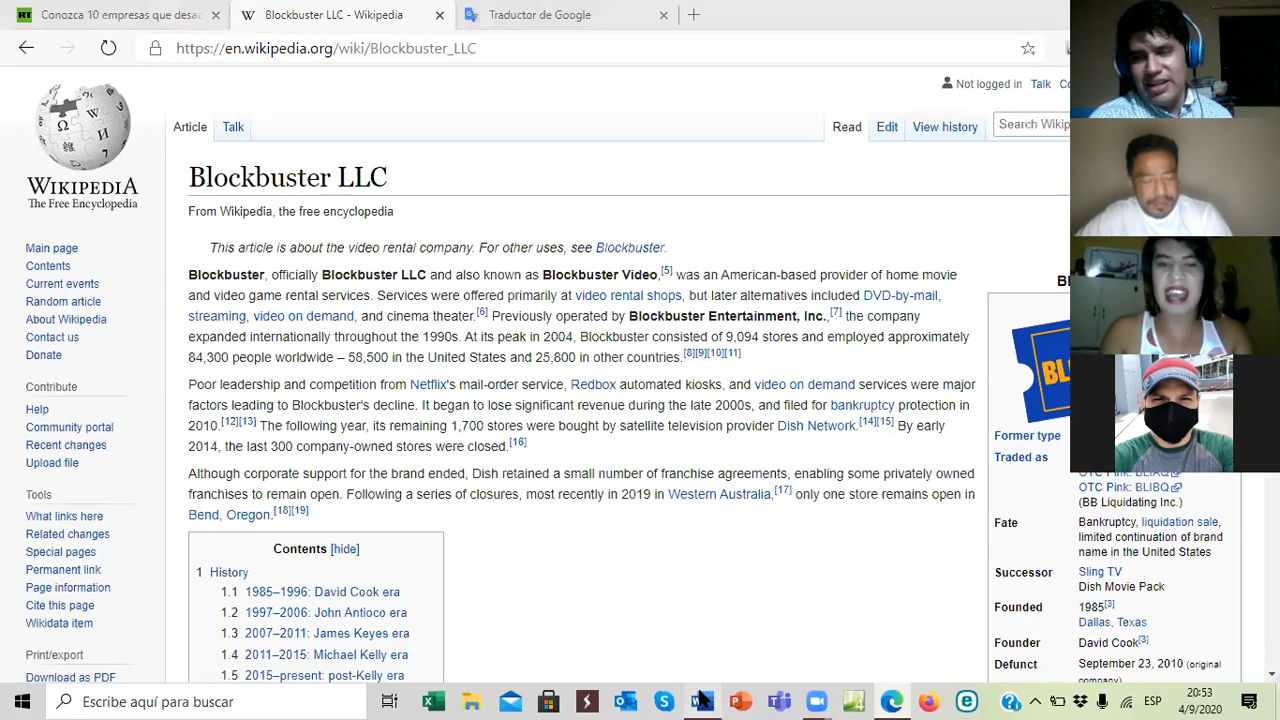 Conozca 10 empresas que desa
Blockbuster LLC - Wikipedia
Traductor de Google
https://en.wikipedia.org/wiki/Blockbuster_LLC
Not logged in Talk
Article Talk
Read Edit View history Search Wikip
WIKIPEDIA
The Free Encyclopedia
Blockbuster LLC
From Wikipedia, the free encyclopedia
This article is about the video rental company. For other uses, see Blockbuster.
Blockbuster, officially Blockbuster LLC and also known as Blockbuster Video,[5] was an American-based provider of home movie
and video game rental services. Services were offered primarily at video rental shops, but later alternatives included DVD-by-mail,
streaming, video on demand, and cinema theater.[6] Previously operated by Blockbuster Entertainment, Inc.,[7] the company
expanded internationally throughout the 1990s. At its peak in 2004, Blockbuster consisted of 9,094 stores and employed approximately
84,300 people worldwide – 58,500 in the United States and 25,800 in other countries.[8][9][10][11]
Poor leadership and competition from Netflix's mail-order service, Redbox automated kiosks, and video on demand services were major
factors leading to Blockbuster's decline. It began to lose significant revenue during the late 2000s, and filed for bankruptcy protection in
2010.[12][13] The following year, its remaining 1,700 stores were bought by satellite television provider Dish Network.[14][15] By early
2014, the last 300 company-owned stores were closed.[16]
Although corporate support for the brand ended, Dish retained a small number of franchise agreements, enabling some privately owned
franchises to remain open. Following a series of closures, most recently in 2019 in Western Australia,[17] only one store remains open in
Bend, Oregon.[18][19]
Contents [hide]
1 History
1.1 1985–1996: David Cook era
1.2 1997–2006: John Antioco era
1.3 2007–2011: James Keyes era
1.4 2011–2015: Michael Kelly era
1.5 2015–present: post-Kelly era
Main page
Contents
Current events
Random article
About Wikipedia
Contact us
Donate
Contribute
Help
Community portal
Recent changes
Upload file
Tools
What links here
Related changes
Special pages
Permanent link
Page information
Cite this page
Wikidata item
Print/export
Download as PDF
Bl
BLO
Former type
Traded as
OTC Pink: BLIAQ
OTC Pink: BLIBQ
(BB Liquidating Inc.)
Fate Bankruptcy, liquidation sale,
limited continuation of brand
name in the United States
Successor Sling TV
Dish Movie Pack
Founded 1985[3]
Dallas, Texas
Founder David Cook[3]
Defunct September 23, 2010 (original
company)
Escribe aquí para buscar
ESP
20:53
4/9/2020